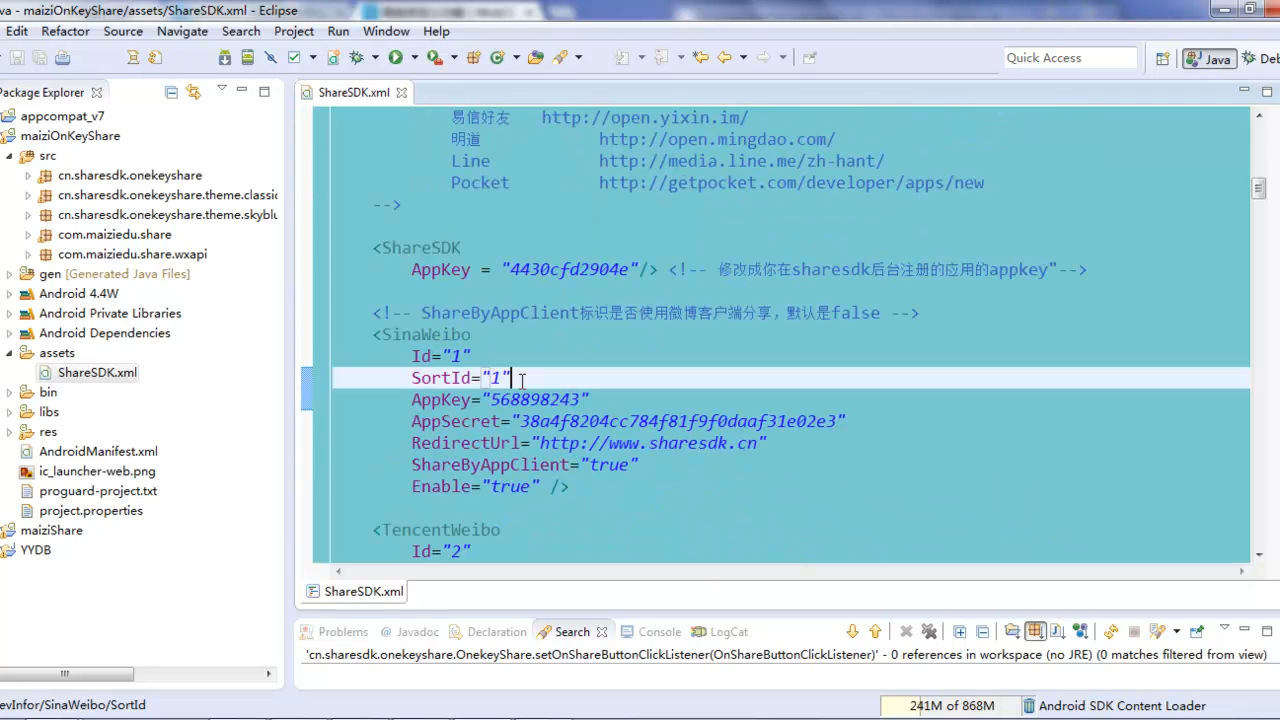 va - maiziOnKeyShare/assets/ShareSDK.xml - Eclipse
Edit Refactor Source Navigate Search Project Run Window Help
Quick Access
Java
Deb
Package Explorer
ShareSDK.xml
appcompat_v7
maiziOnKeyShare
src
cn.sharesdk.onekeyshare
cn.sharesdk.onekeyshare.theme.classic
cn.sharesdk.onekeyshare.theme.skyblu
com.maiziedu.share
com.maiziedu.wxapi
gen [Generated Java Files]
Android 4.4W
Android Private Libraries
Android Dependencies
assets
ShareSDK.xml
bin
libs
res
AndroidManifest.xml
ic_launcher-web.png
proguard-project.txt
project.properties
maiziShare
YYDB
易信好友 http://open.yixin.im/
明道 http://open.mingdao.com/
Line http://media.line.me/zh-hant/
Pocket http://getpocket.com/developer/apps/new
-->
<ShareSDK
AppKey = "4430cfd2904e"/> <!-- 修改成你在sharesdk后台注册的应用的appkey"-->
<!-- ShareByAppClient标识是否使用微博客户端分享，默认是false -->
<SinaWeibo
Id="1"
SortId="1"
AppKey="568898243"
AppSecret="38a4f8204cc784f81f9f0daaf31e02e3"
RedirectUrl="http://www.sharesdk.cn"
ShareByAppClient="true"
Enable="true" />
<TencentWeibo
Id="2"
ShareSDK.xml
Problems @ Javadoc Declaration Search Console LogCat
'cn.sharesdk.onekeyshare.OnekeyShare.setOnShareButtonClickListener(OnShareButtonClickListener)' - 0 references in workspace (no JRE) (0 matches filtered from view)
evInfor/SinaWeibo/SortId
241M of 868M
Android SDK Content Loader